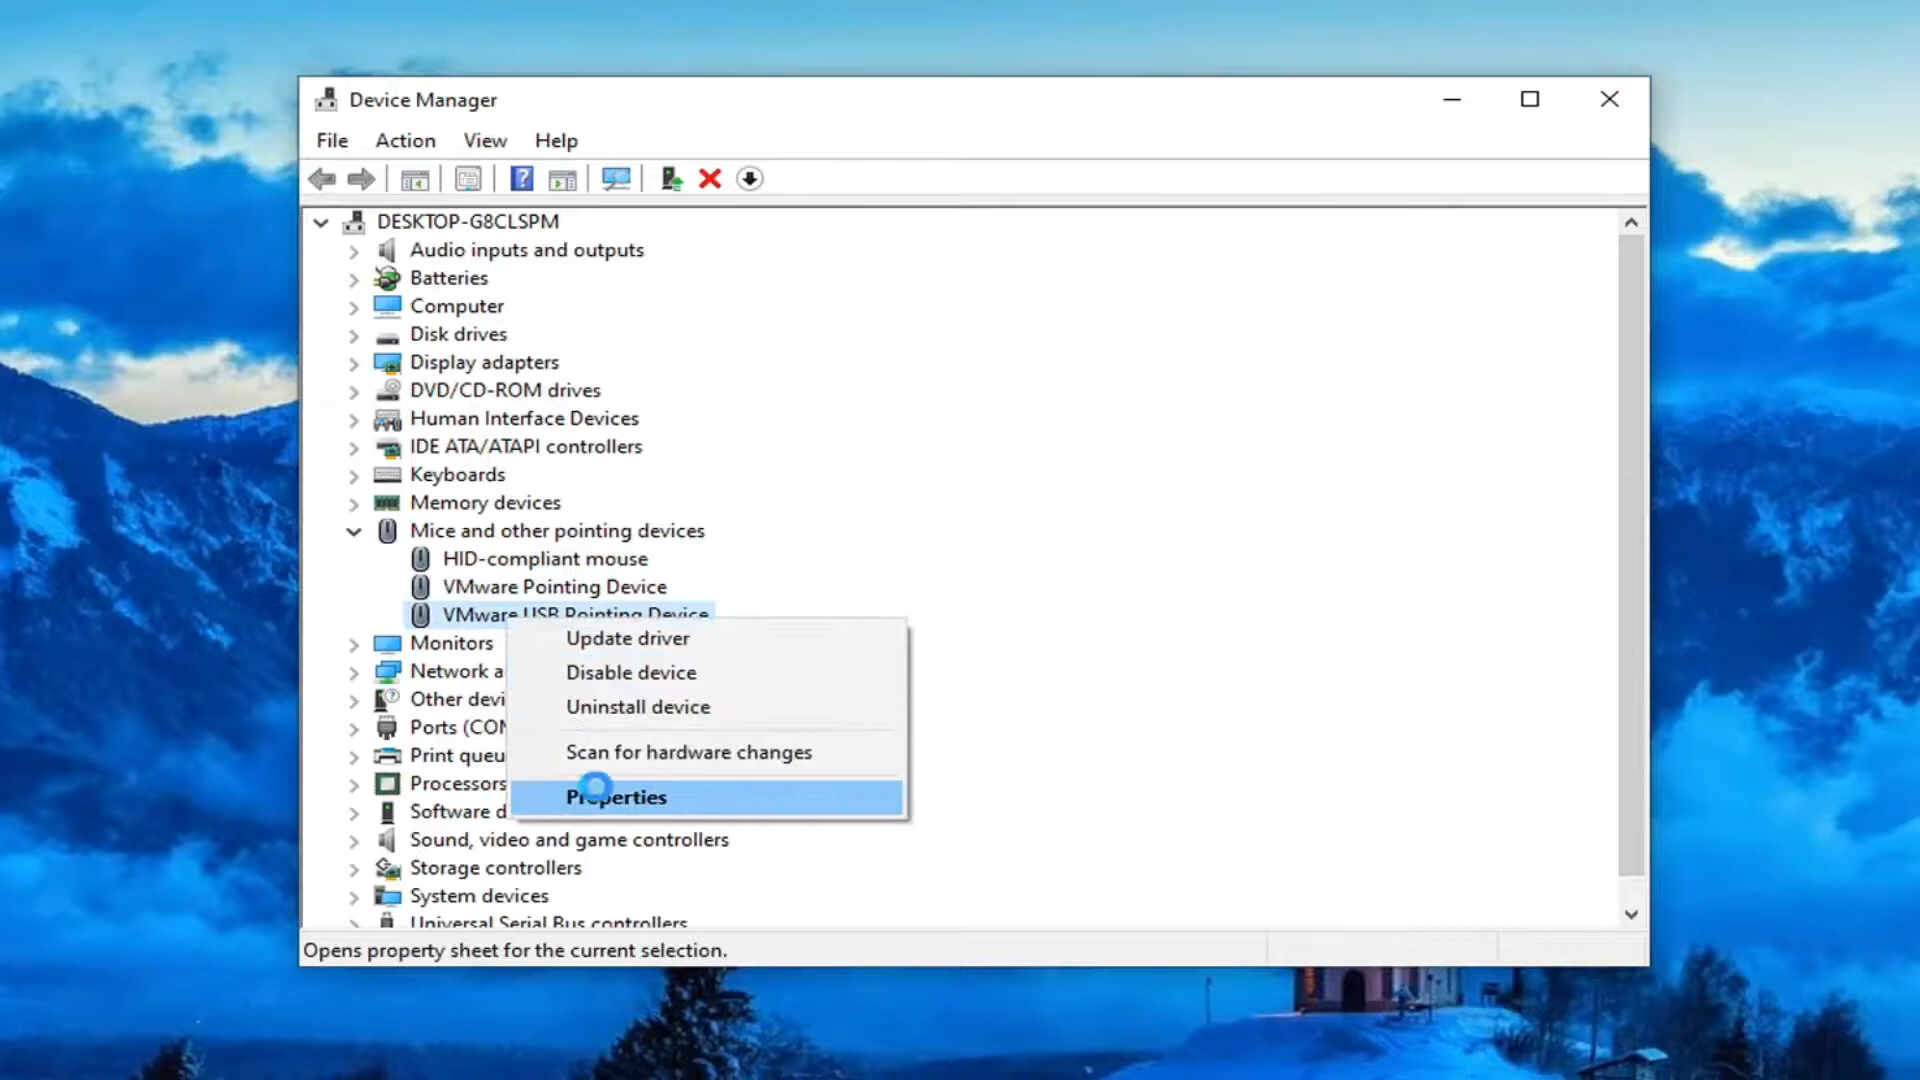 Device Manager
File Action View Help
DESKTOP-G8CLSPM
Audio inputs and outputs
Batteries
Computer
Disk drives
Display adapters
DVD/CD-ROM drives
Human Interface Devices
IDE ATA/ATAPI controllers
Keyboards
Memory devices
Mice and other pointing devices
HID-compliant mouse
VMware Pointing Device
VMware USB Pointing Device
Update driver
Disable device
Uninstall device
Scan for hardware changes
Properties
Monitors
Network a
Other devi
Ports (COM
Print queu
Processors
Software d
Sound, video and game controllers
Storage controllers
System devices
Universal Serial Bus controllers
Opens property sheet for the current selection.